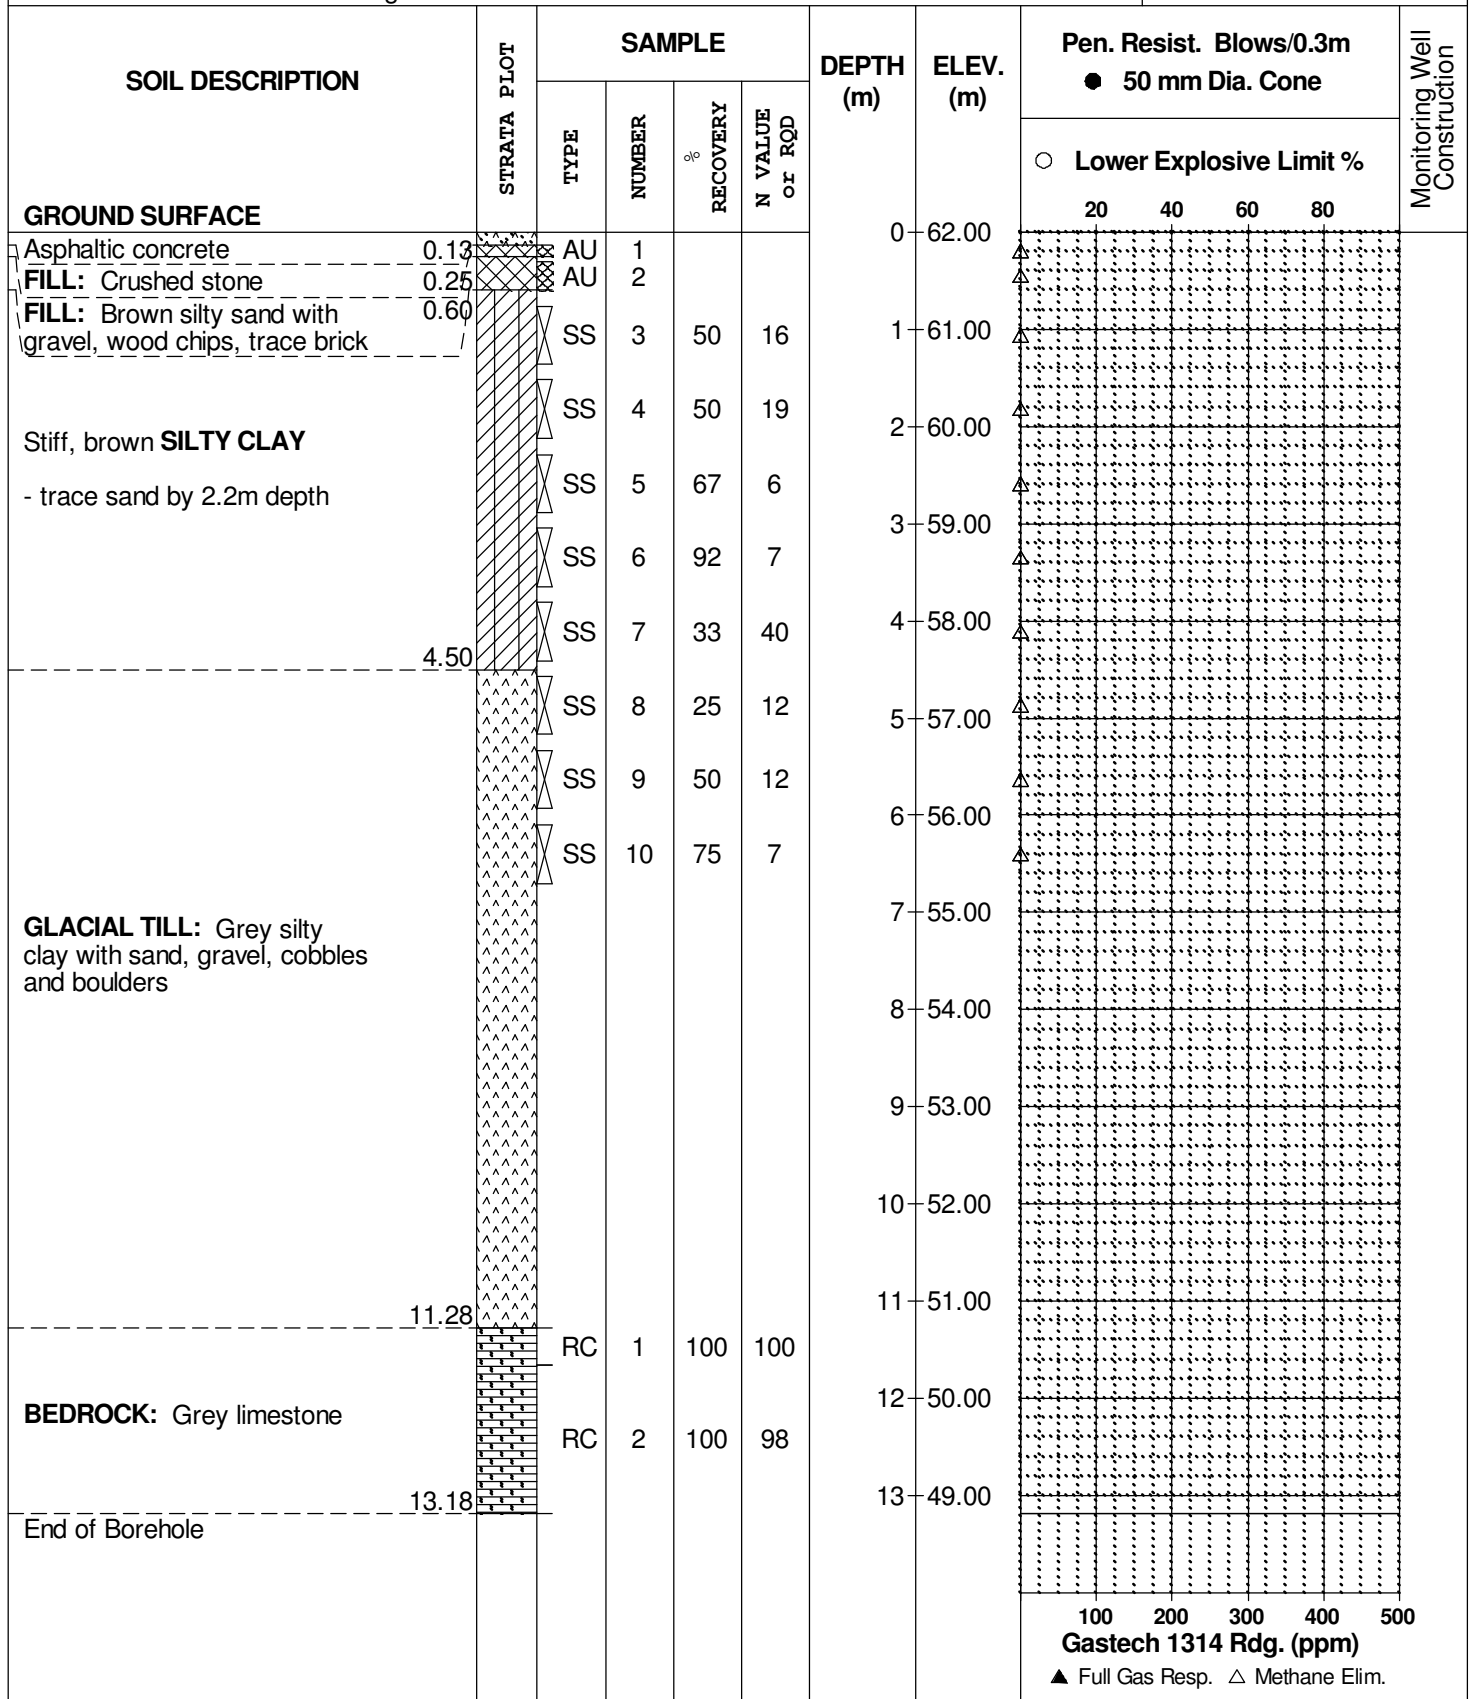 SOIL DESCRIPTION
GROUND SURFACE
STRATA PLOT
SAMPLE
TYPE
NUMBER
%
RECOVERY
N VALUE
or RQD
DEPTH
(m)
ELEV.
(m)
Pen. Resist. Blows/0.3m
● 50 mm Dia. Cone
○ Lower Explosive Limit %
20 40 60 80
Monitoring Well
Construction
0 62.00
Asphaltic concrete 0.13
AU 1
FILL: Crushed stone 0.25
AU 2
FILL: Brown silty sand with 0.60
gravel, wood chips, trace brick
SS 3 50 16
1 61.00
SS 4 50 19
2 60.00
Stiff, brown SILTY CLAY
- trace sand by 2.2m depth
SS 5 67 6
3 59.00
SS 6 92 7
4 58.00
SS 7 33 40
4.50
SS 8 25 12
5 57.00
SS 9 50 12
6 56.00
SS 10 75 7
7 55.00
GLACIAL TILL: Grey silty
clay with sand, gravel, cobbles
and boulders
8 54.00
9 53.00
10 52.00
11 51.00
11.28
RC 1 100 100
12 50.00
BEDROCK: Grey limestone
RC 2 100 98
13 49.00
13.18
End of Borehole
100 200 300 400 500
Gastech 1314 Rdg. (ppm)
▲ Full Gas Resp. △ Methane Elim.